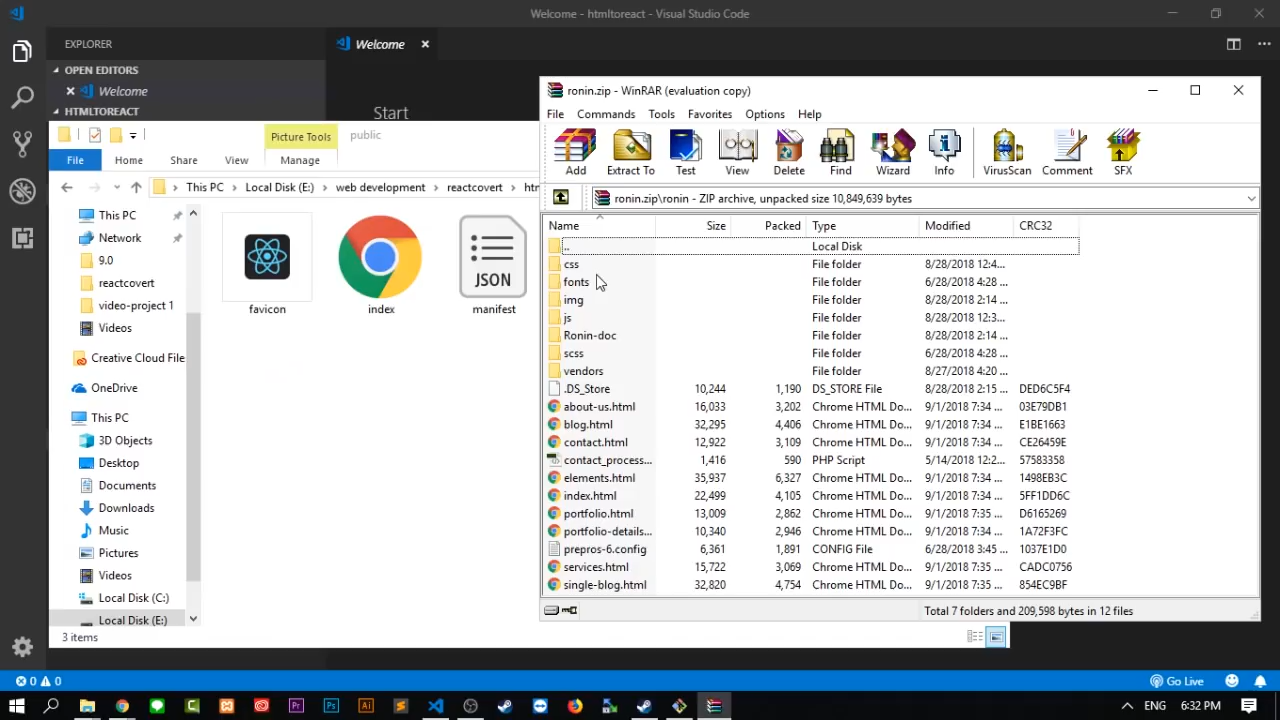 Welcome - htmltoreact - Visual Studio Code
EXPLORER
Welcome
OPEN EDITORS
Welcome
HTMLTOREACT
Start
Picture Tools
public
File
Home
Share
View
Manage
This PC
Local Disk (E:)
web development
reactcovert
This PC
Network
9.0
reactcovert
video-project 1
Videos
Creative Cloud File
OneDrive
This PC
3D Objects
Desktop
Documents
Downloads
Music
Pictures
Videos
Local Disk (C:)
Local Disk (E:)
favicon
index
JSON
manifest
3 items
ronin.zip - WinRAR (evaluation copy)
File Commands Tools Favorites Options Help
Add Extract To Test View Delete Find Wizard Info VirusScan Comment SFX
ronin.zip\ronin - ZIP archive, unpacked size 10,849,639 bytes
Name Size Packed Type Modified CRC32
.. Local Disk
css File folder 8/28/2018 12:4...
fonts File folder 6/28/2018 4:28 ...
img File folder 8/28/2018 2:14 ...
js File folder 8/28/2018 12:3...
Ronin-doc File folder 8/28/2018 2:14 ...
scss File folder 6/28/2018 4:28 ...
vendors File folder 8/27/2018 4:20 ...
.DS_Store 10,244 1,190 DS_STORE File 8/28/2018 2:15 ... DED6C5F4
about-us.html 16,033 3,202 Chrome HTML Do... 9/1/2018 7:34 ... 03E79DB1
blog.html 32,295 4,406 Chrome HTML Do... 9/1/2018 7:34 ... E1BE1663
contact.html 12,922 3,109 Chrome HTML Do... 9/1/2018 7:34 ... CE26459E
contact_process... 1,416 590 PHP Script 5/14/2018 12:2... 57583358
elements.html 35,937 6,327 Chrome HTML Do... 9/1/2018 7:34 ... 1498EB3C
index.html 22,499 4,105 Chrome HTML Do... 9/1/2018 7:34 ... 5FF1DD6C
portfolio.html 13,009 2,862 Chrome HTML Do... 9/1/2018 7:35 ... D6165269
portfolio-details... 10,340 2,946 Chrome HTML Do... 9/1/2018 7:34 ... 1A72F3FC
prepros-6.config 6,361 1,891 CONFIG File 6/28/2018 3:45 ... 1037E1D0
services.html 15,722 3,069 Chrome HTML Do... 9/1/2018 7:35 ... CADC0756
single-blog.html 32,820 4,754 Chrome HTML Do... 9/1/2018 7:35 ... 854EC9BF
Total 7 folders and 209,598 bytes in 12 files
0 0
Go Live
6:32 PM